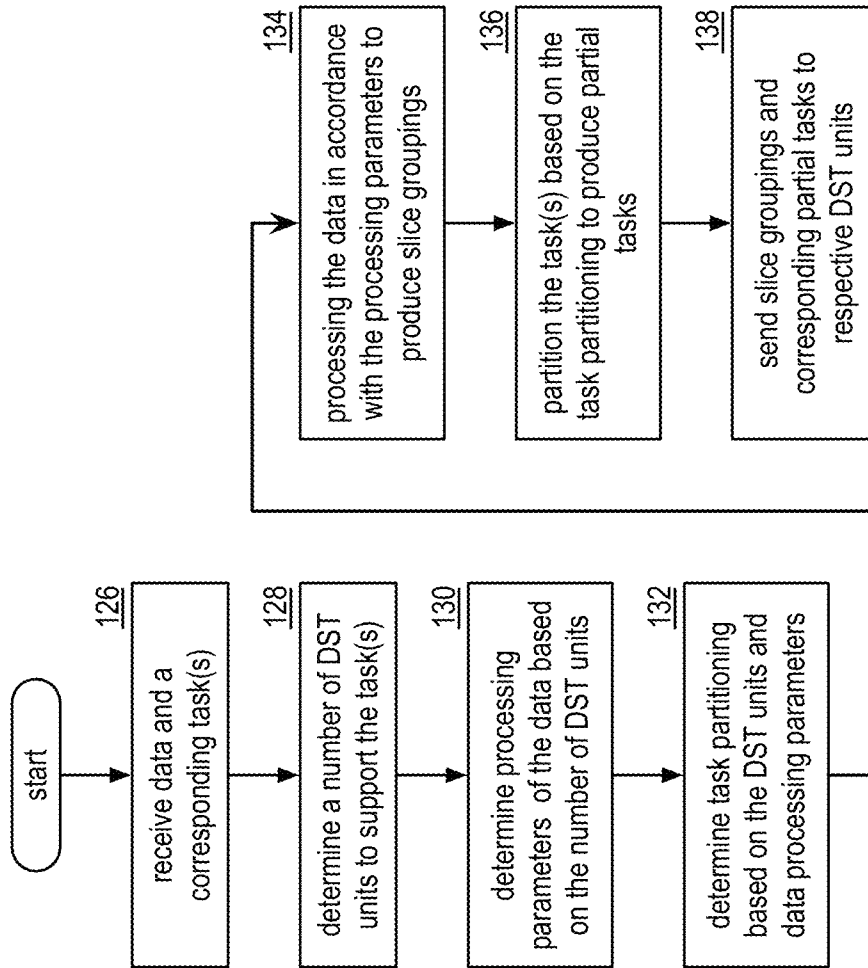 start
126
receive data and a
corresponding task(s)
128
determine a number of DST
units to support the task(s)
130
determine processing
parameters of the data based
on the number of DST units
132
determine task partitioning
based on the DST units and
data processing parameters
134
processing the data in accordance
with the processing parameters to
produce slice groupings
136
partition the task(s) based on the
task partitioning to produce partial
tasks
138
send slice groupings and
corresponding partial tasks to
respective DST units